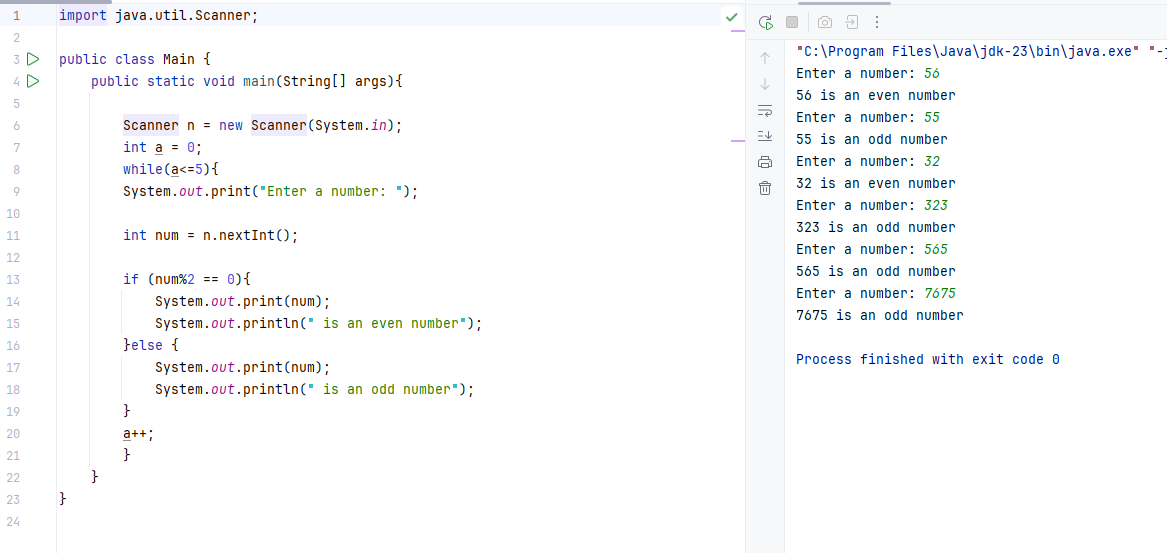 1 import java.util.Scanner;
2
3 public class Main {
4 public static void main(String[] args){
5
6 Scanner n = new Scanner(System.in);
7 int a = 0;
8 while(a<=5){
9 System.out.print("Enter a number: ");
10
11 int num = n.nextInt();
12
13 if (num%2 == 0){
14 System.out.print(num);
15 System.out.println(" is an even number");
16 }else {
17 System.out.print(num);
18 System.out.println(" is an odd number");
19 }
20 a++;
21 }
22 }
23 }
24
"C:\Program Files\Java\jdk-23\bin\java.exe" "-j
Enter a number: 56
56 is an even number
Enter a number: 55
55 is an odd number
Enter a number: 32
32 is an even number
Enter a number: 323
323 is an odd number
Enter a number: 565
565 is an odd number
Enter a number: 7675
7675 is an odd number
Process finished with exit code 0